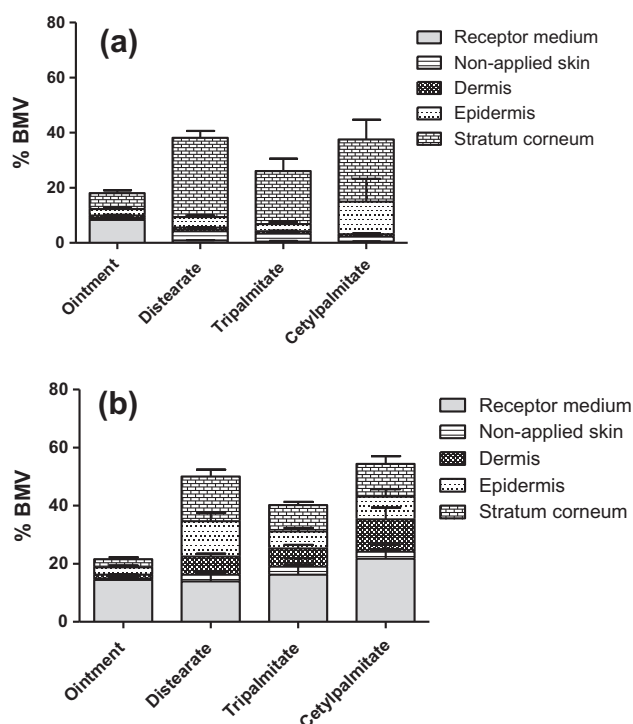 (a)
% BMV
80
60
40
20
0
Receptor medium
Non-applied skin
Dermis
Epidermis
Stratum corneum
Ointment
Distearate
Tripalmitate
Cetylpalmitate
(b)
% BMV
80
60
40
20
0
Receptor medium
Non-applied skin
Dermis
Epidermis
Stratum corneum
Ointment
Distearate
Tripalmitate
Cetylpalmitate